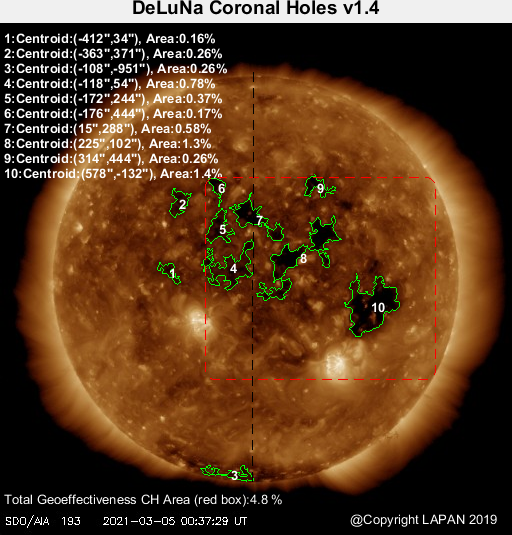 DeLuNa Coronal Holes v1.4
1:Centroid:(-412",34"), Area:0.16%
2:Centroid:(-363",371"), Area:0.26%
3:Centroid:(-108",-951"), Area:0.26%
4:Centroid:(-118",54"), Area:0.78%
5:Centroid:(-172",244"), Area:0.37%
6:Centroid:(-176",444"), Area:0.17%
7:Centroid:(15",288"), Area:0.58%
8:Centroid:(225",102"), Area:1.3%
9:Centroid:(314",444"), Area:0.26%
10:Centroid:(578",-132"), Area:1.4%
6
9
2
7
5
8
4
1
10
3
Total Geoeffectiveness CH Area (red box):4.8 %
SDO/AIA 193 2021-03-05 00:37:29 UT
@Copyright LAPAN 2019